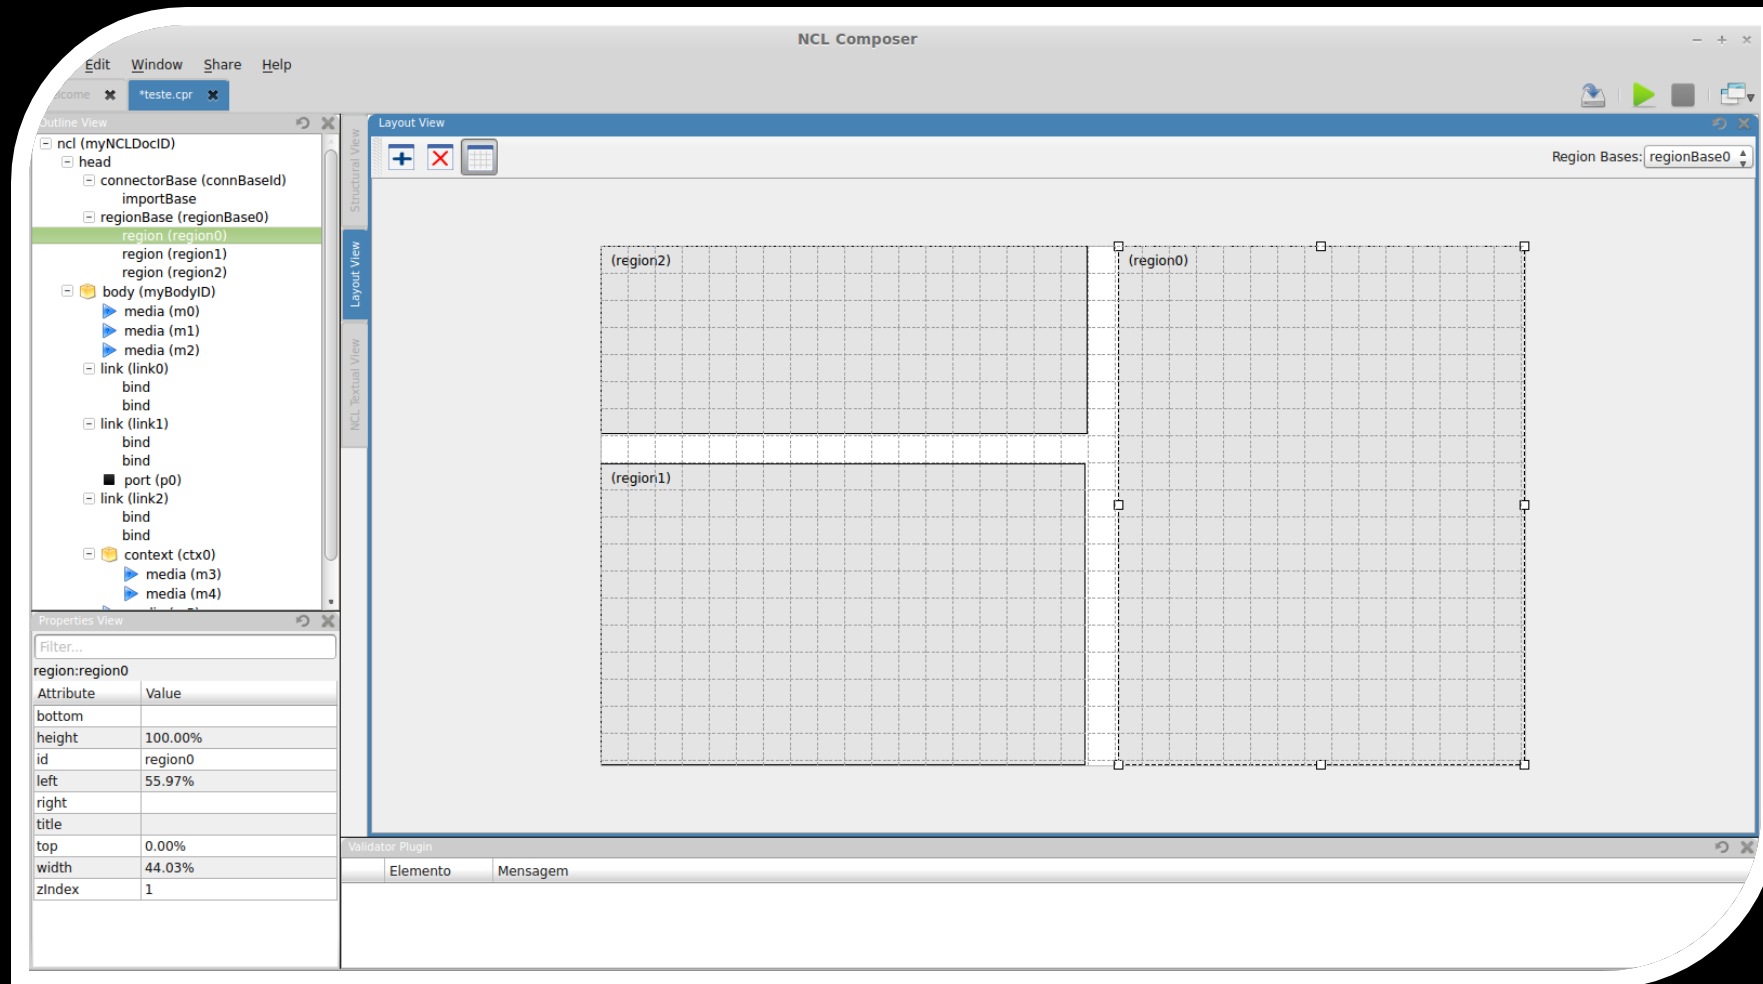 NCL Composer
Edit Window Share Help
come *teste.cpr
Outline View
ncl (myNCLDocID)
head
connectorBase (connBaseId)
importBase
regionBase (regionBase0)
region (region0)
region (region1)
region (region2)
body (myBodyID)
media (m0)
media (m1)
media (m2)
link (link0)
bind
bind
link (link1)
bind
bind
port (p0)
link (link2)
bind
bind
context (ctx0)
media (m3)
media (m4)
Properties View
Filter...
region:region0
Attribute Value
bottom
height 100.00%
id region0
left 55.97%
right
title
top 0.00%
width 44.03%
zIndex 1
Structural View
Layout View
NCL Textual View
Layout View
Region Bases: regionBase0
(region2)
(region0)
(region1)
Validator Plugin
Elemento Mensagem